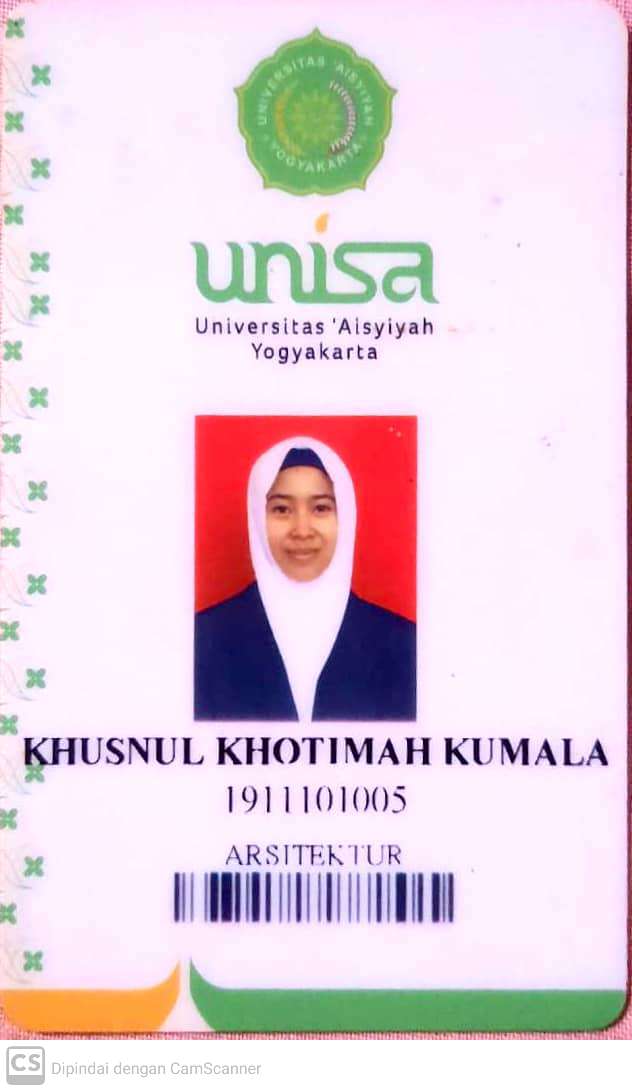 UNIVERSITAS 'AISYIYAH
YOGYAKARTA
unisa
Universitas 'Aisyiyah
Yogyakarta
KHUSNUL KHOTIMAH KUMALA
1911101005
ARSITEKTUR
CS Dipindai dengan CamScanner